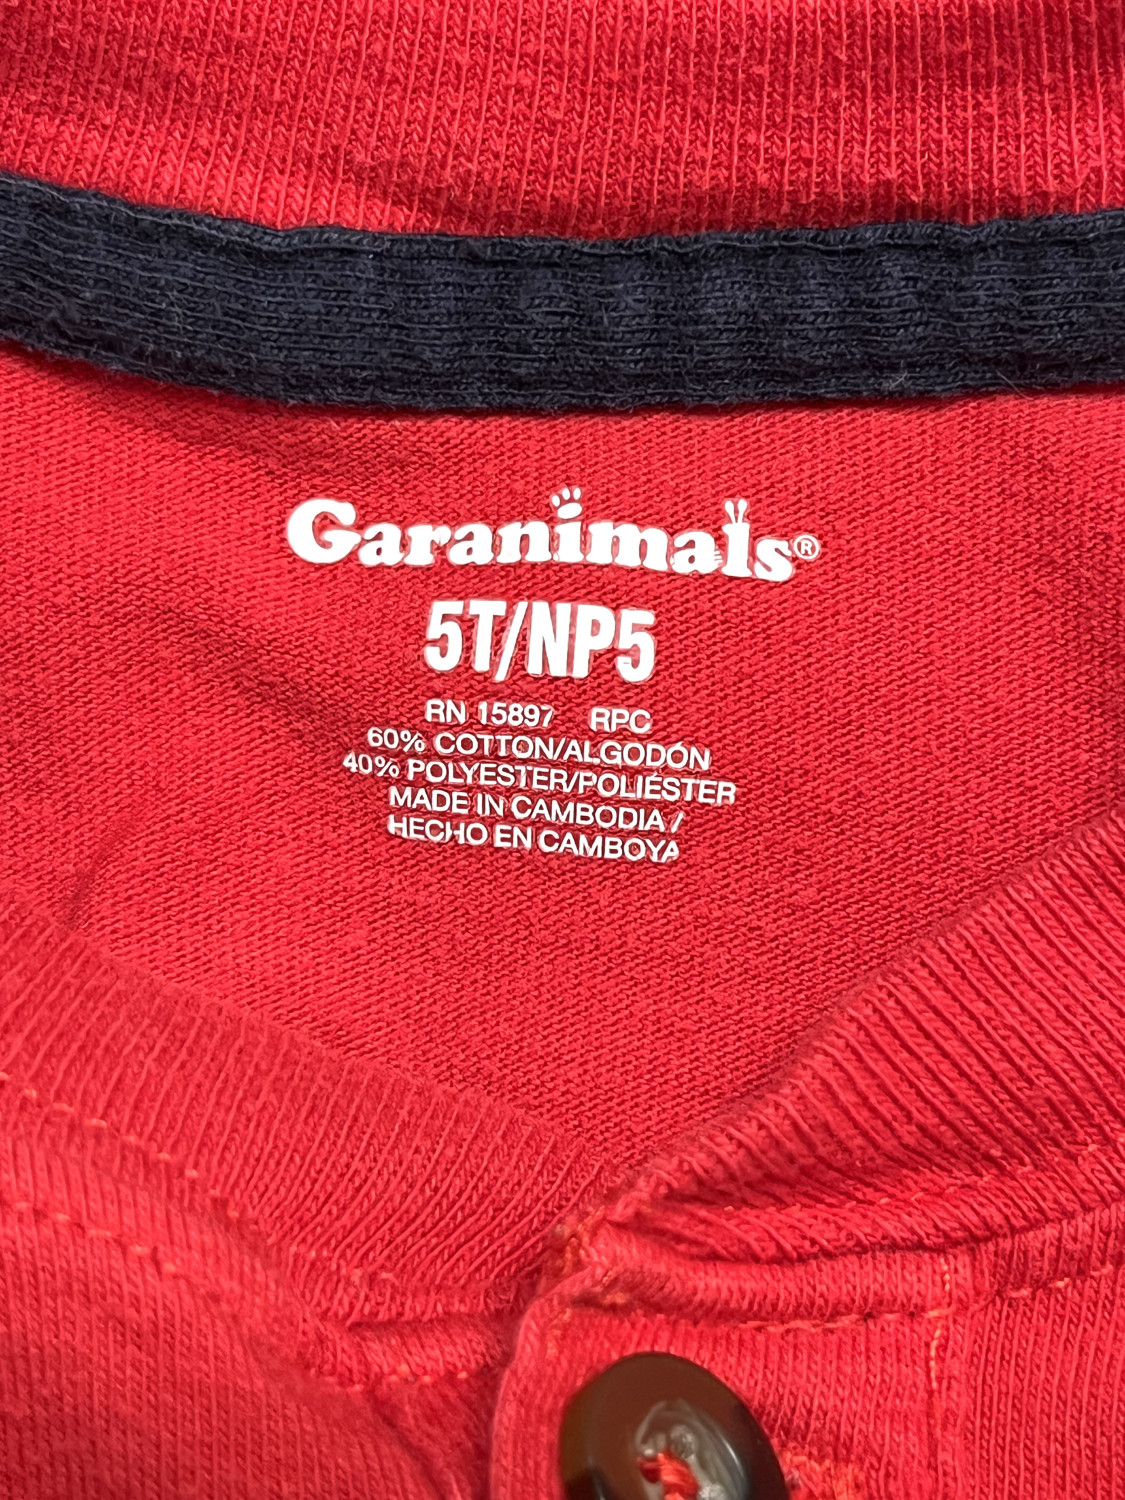 Garanimals®
5T/NP5
RN 15897 RPC
60% COTTON/ALGODÓN
40% POLYESTER/POLIÉSTER
MADE IN CAMBODIA /
HECHO EN CAMBOYA